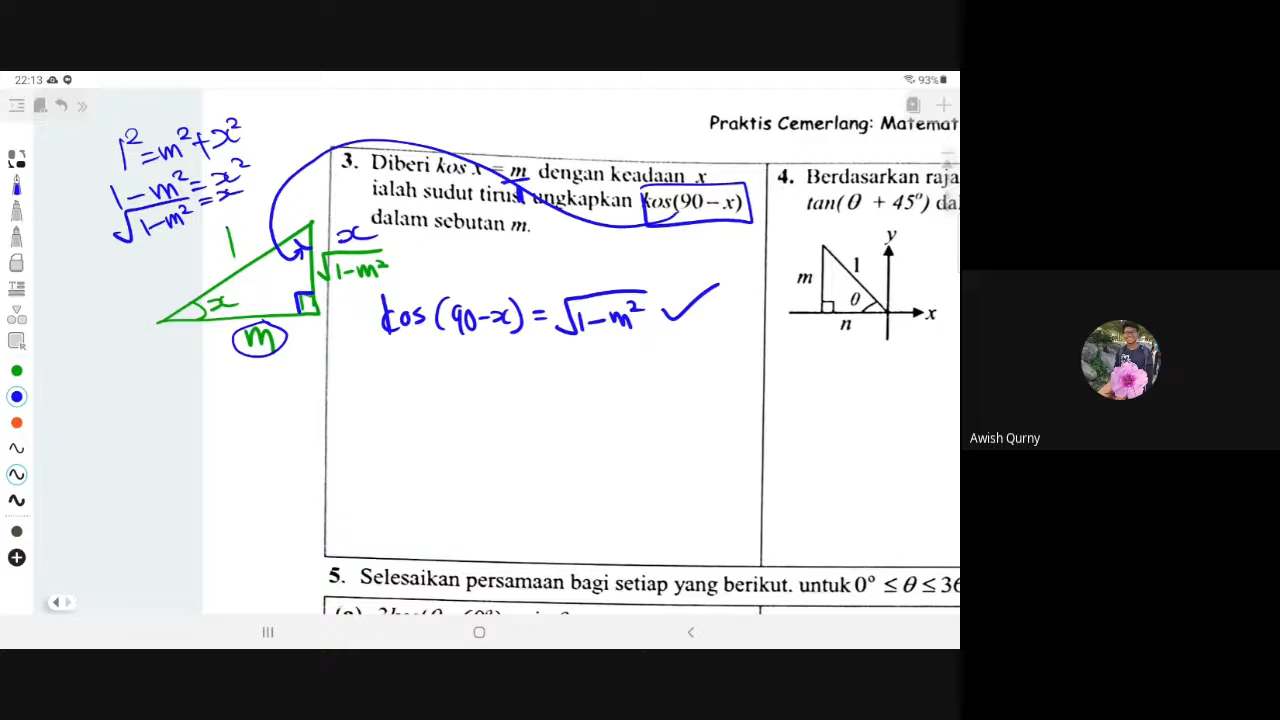 22:13
93%
Praktis Cemerlang: Matemat
1² = m² + x²
1 - m² = x²
√1-m² = x
3. Diberi kos x = m dengan keadaan x
ialah sudut tirus, ungkapkan kos(90 – x)
dalam sebutan m.
1
x
√1-m²
x
m
kos (90-x) = √1-m² ✓
4. Berdasarkan raja
tan(θ + 45°) da
y
1
m
θ
x
n
5. Selesaikan persamaan bagi setiap yang berikut. untuk 0° ≤ θ ≤ 36
Awish Qurny